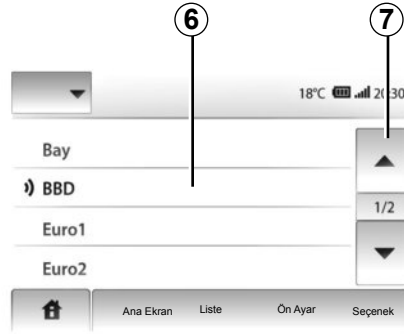 6 7
18°C 20:30
Bay
BBD
1/2
Euro1
Euro2
Ana Ekran Liste Ön Ayar Seçenek